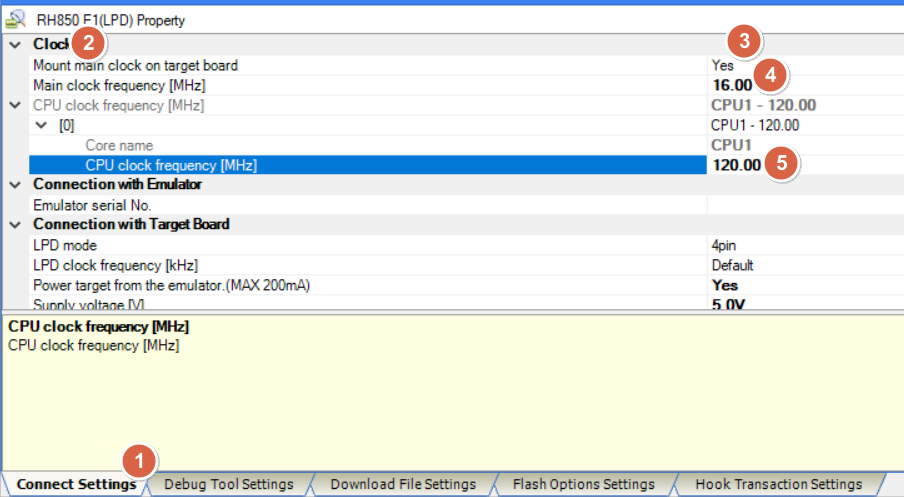 RH850 E1(LPD) Property
Clock
2
3
Mount main clock on target board Yes
4
Main clock frequency [MHz] 16.00
CPU clock frequency [MHz] CPU1 - 120.00
[0] CPU1 - 120.00
Core name CPU1
CPU clock frequency [MHz] 120.00
5
Connection with Emulator
Emulator serial No.
Connection with Target Board
LPD mode 4pin
LPD clock frequency [kHz] Default
Power target from the emulator.(MAX 200mA) Yes
Supply voltage [V] 5.0V
CPU clock frequency [MHz]
CPU clock frequency [MHz]
1
Connect Settings Debug Tool Settings Download File Settings Flash Options Settings Hook Transaction Settings